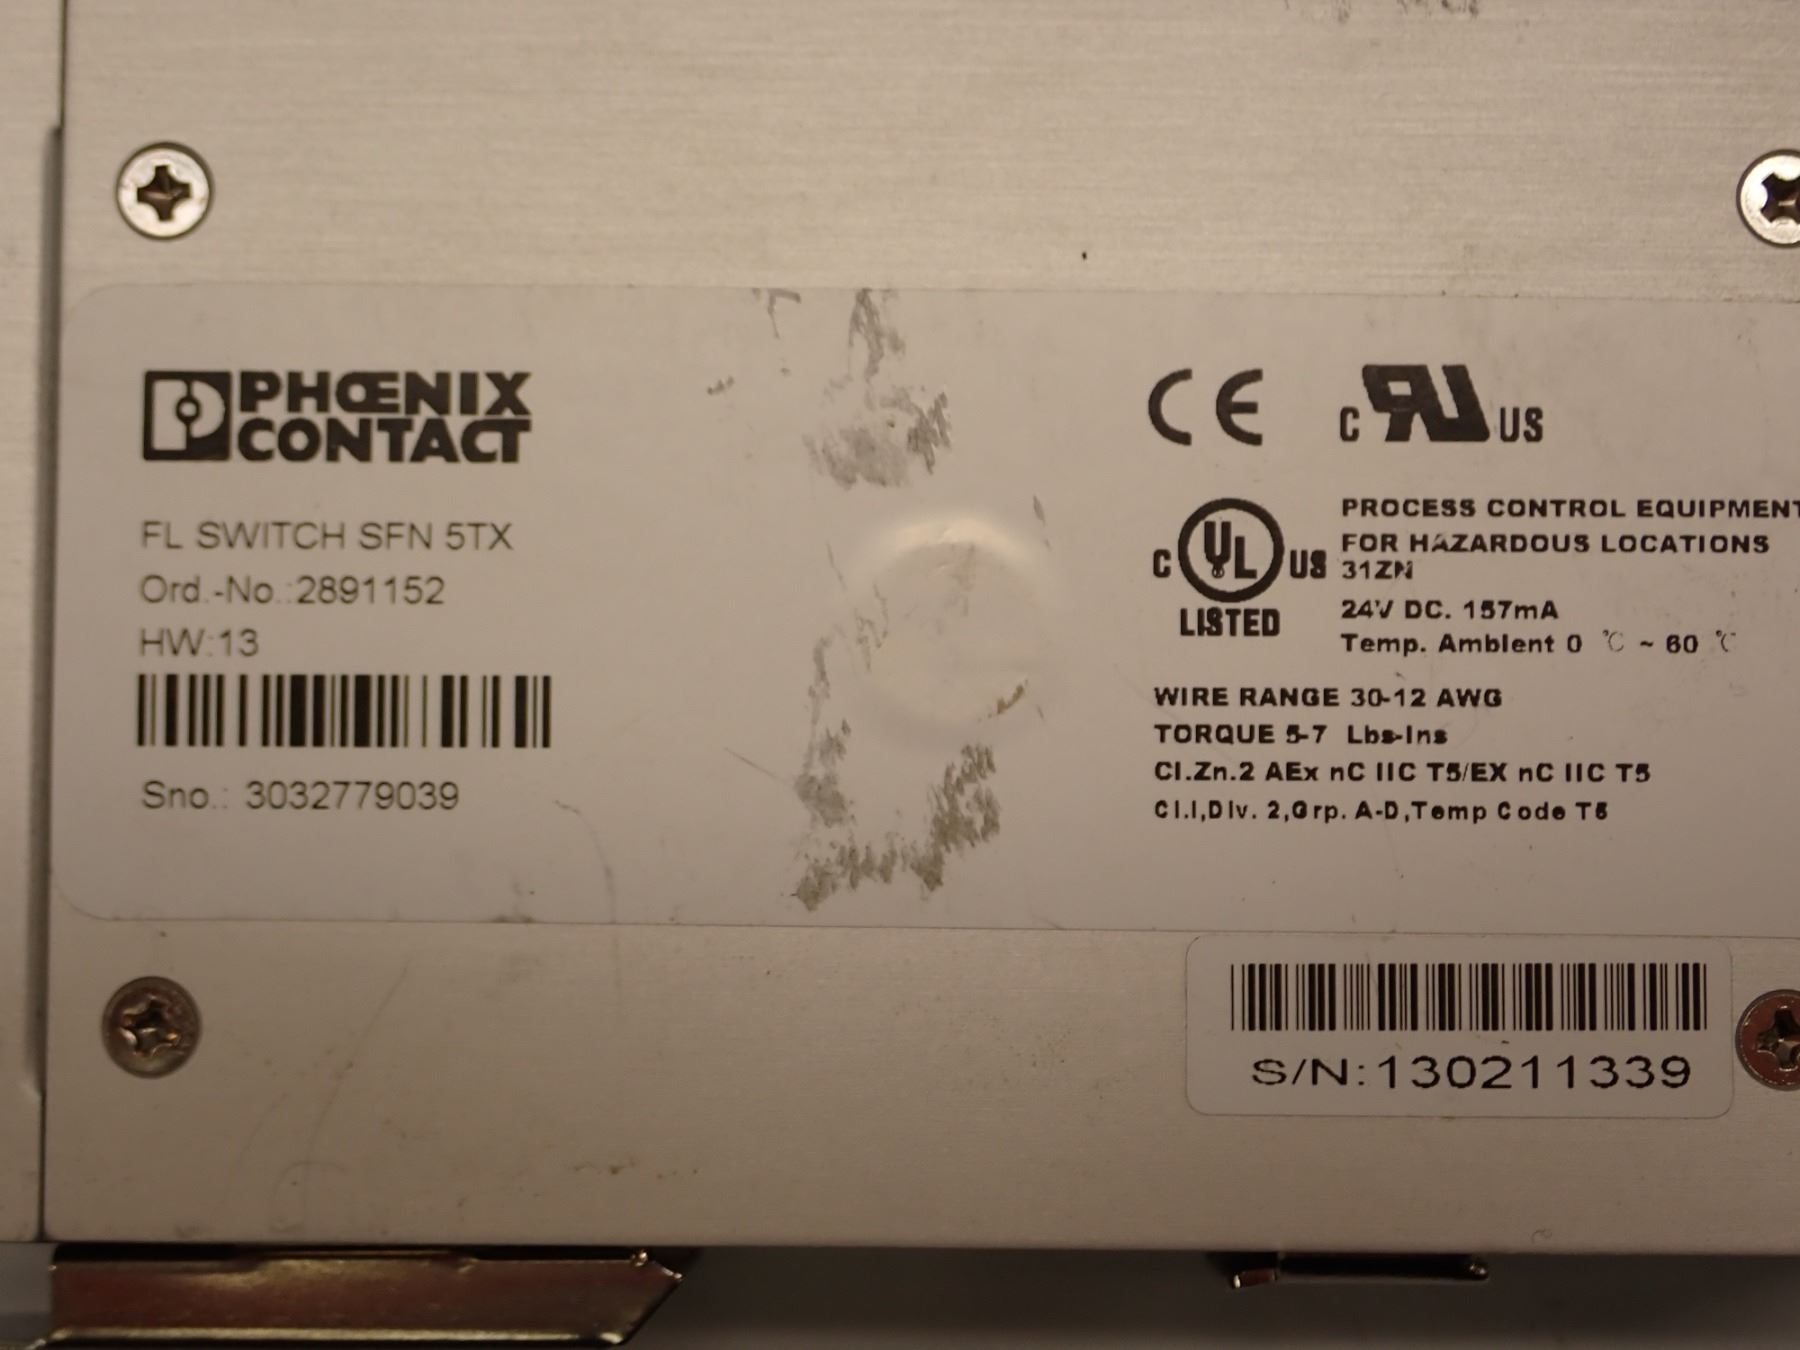 PHŒNIX
CONTACT
FL SWITCH SFN 5TX
Ord.-No.:2891152
HW:13
Sno.: 3032779039
CE
C RU US
C UL US
LISTED
PROCESS CONTROL EQUIPMENT
FOR HAZARDOUS LOCATIONS
31ZN
24V DC. 157mA
Temp. Ambient 0 ℃ ~ 60 ℃
WIRE RANGE 30-12 AWG
TORQUE 5-7 Lbs-Ins
Cl.Zn.2 AEx nC IIC T5/EX nC IIC T5
Cl.I,Div. 2,Grp. A-D,Temp Code T5
S/N:130211339